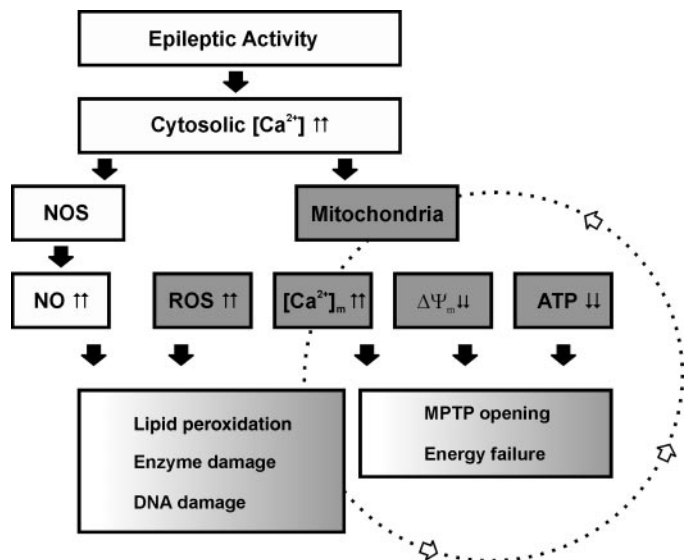 Epileptic Activity
Cytosolic [Ca²⁺] ⇈
NOS
Mitochondria
NO ⇈
ROS ⇈
[Ca²⁺]ₘ ⇈
ΔΨₘ ⇊
ATP ⇊
Lipid peroxidation
Enzyme damage
DNA damage
MPTP opening
Energy failure